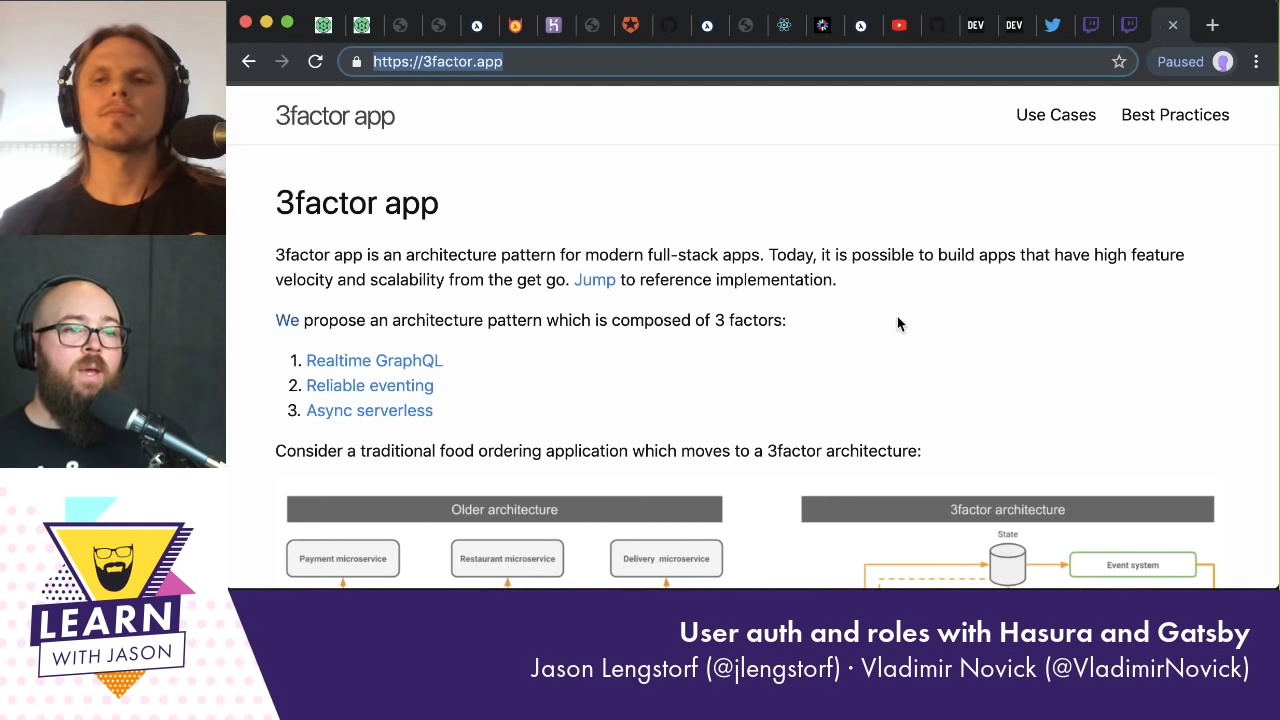 DEV
DEV
https://3factor.app
Paused
3factor app
Use Cases
Best Practices
3factor app
3factor app is an architecture pattern for modern full-stack apps. Today, it is possible to build apps that have high feature
velocity and scalability from the get go. Jump to reference implementation.
We propose an architecture pattern which is composed of 3 factors:
1. Realtime GraphQL
2. Reliable eventing
3. Async serverless
Consider a traditional food ordering application which moves to a 3factor architecture:
Older architecture
3factor architecture
State
Payment microservice
Restaurant microservice
Delivery microservice
Event system
LEARN
WITH JASON
User auth and roles with Hasura and Gatsby
Jason Lengstorf (@jlengstorf) · Vladimir Novick (@VladimirNovick)